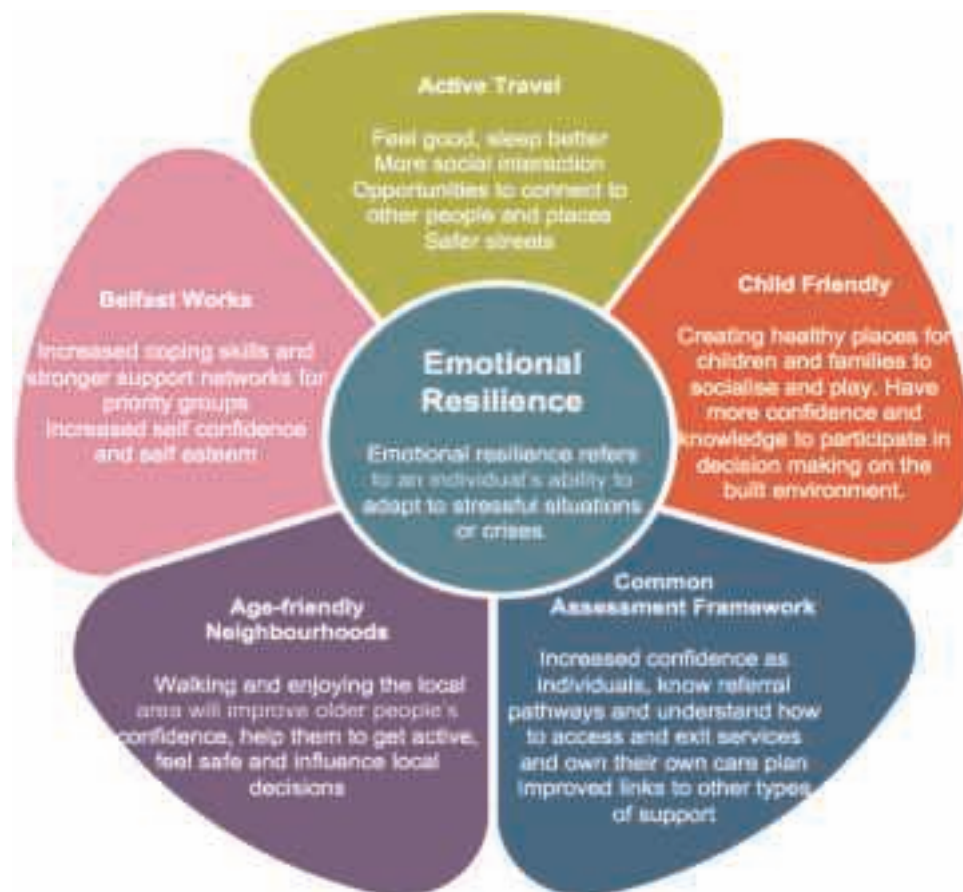 Active Travel
Feel good, sleep better
More social interaction
Opportunities to connect to
other people and places
Safer streets
Child Friendly
Creating healthy places for
children and families to
socialise and play. Have
more confidence and
knowledge to participate in
decision making on the
built environment.
Common
Assessment Framework
Increased confidence as
individuals, know referral
pathways and understand how
to access and exit services
and own their own care plan
Improved links to other types
of support
Age-friendly
Neighbourhoods
Walking and enjoying the local
area will improve older people's
confidence, help them to get active,
feel safe and influence local
decisions
Belfast Works
Increased coping skills and
stronger support networks for
priority groups
Increased self confidence
and self esteem
Emotional
Resilience
Emotional resilience refers
to an individual's ability to
adapt to stressful situations
or crises.